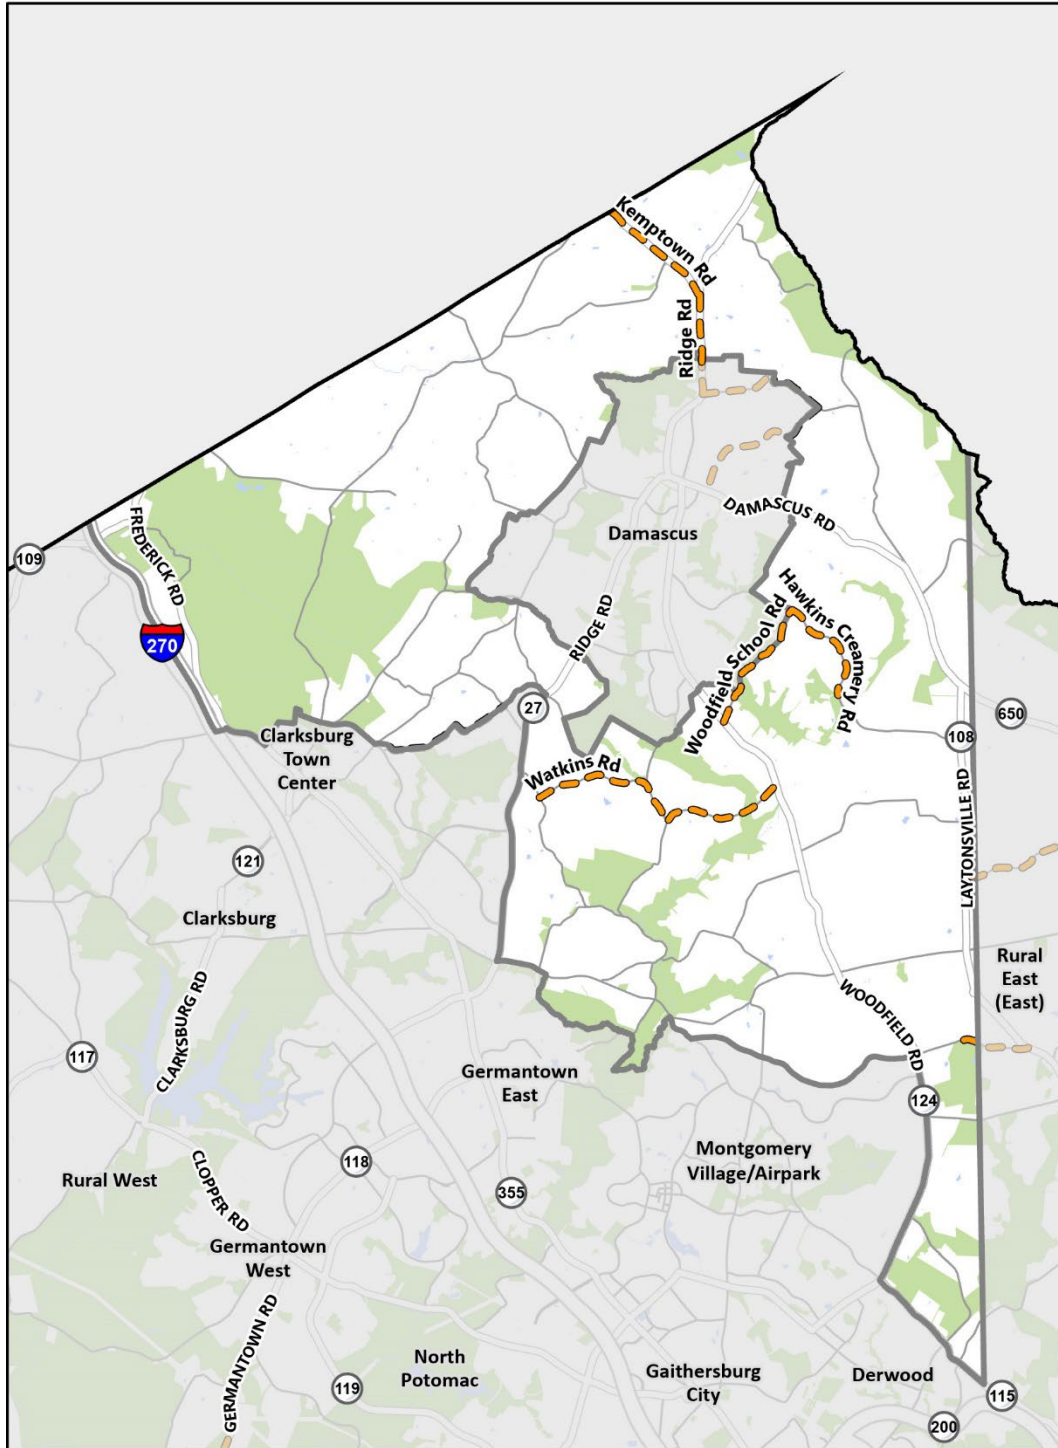 Kemptown Rd
Ridge Rd
DAMASCUS RD
Damascus
FREDERICK RD
109
270
RIDGE RD
Hawkins Creamery Rd
Woodfield School Rd
27
650
108
Clarksburg
Town
Center
Watkins Rd
LAYTONSVILLE RD
121
Clarksburg
Rural
East
(East)
CLARKSBURG RD
WOODFIELD RD
117
Germantown
East
124
Montgomery
Village/Airpark
118
Rural West
CLOPPER RD
355
Germantown
West
GERMANTOWN RD
North
Potomac
Gaithersburg
City
Derwood
119
115
200